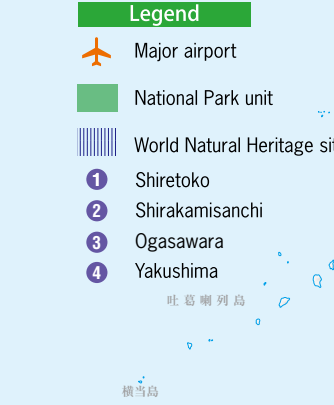 Legend
Major airport
National Park unit
World Natural Heritage sit
1 Shiretoko
2 Shirakamisanchi
3 Ogasawara
4 Yakushima
吐噶喇列島
横当島